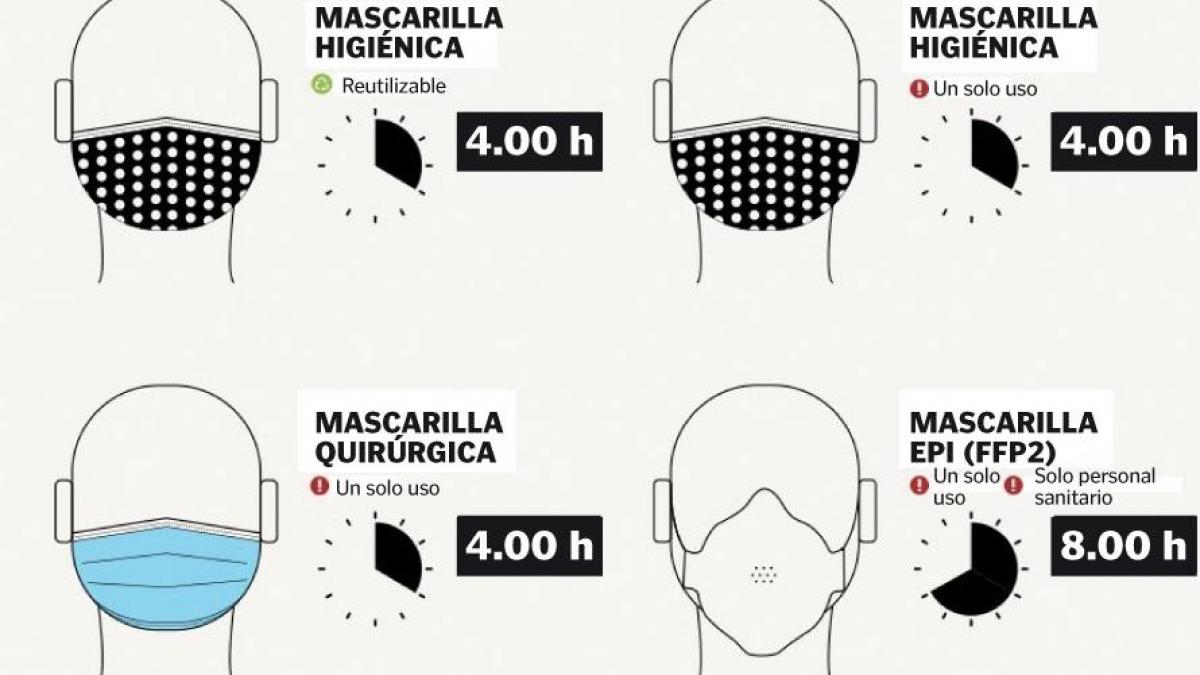 MASCARILLA
HIGIÉNICA
Reutilizable
4.00 h
MASCARILLA
HIGIÉNICA
Un solo uso
4.00 h
MASCARILLA
QUIRÚRGICA
Un solo uso
4.00 h
MASCARILLA
EPI (FFP2)
Un solo
uso
Solo personal
sanitario
8.00 h